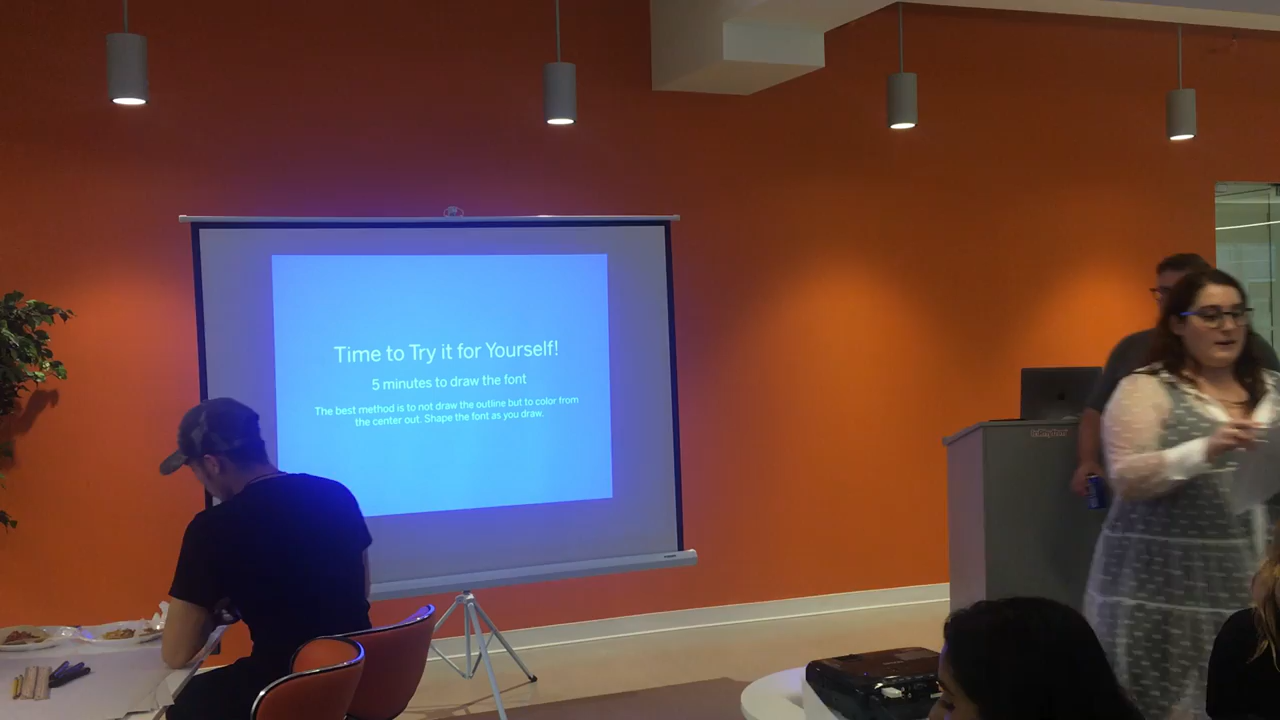 Time to Try it for Yourself!
5 minutes to draw the font
The best method is to not draw the outline but to color from
the center out. Shape the font as you draw.